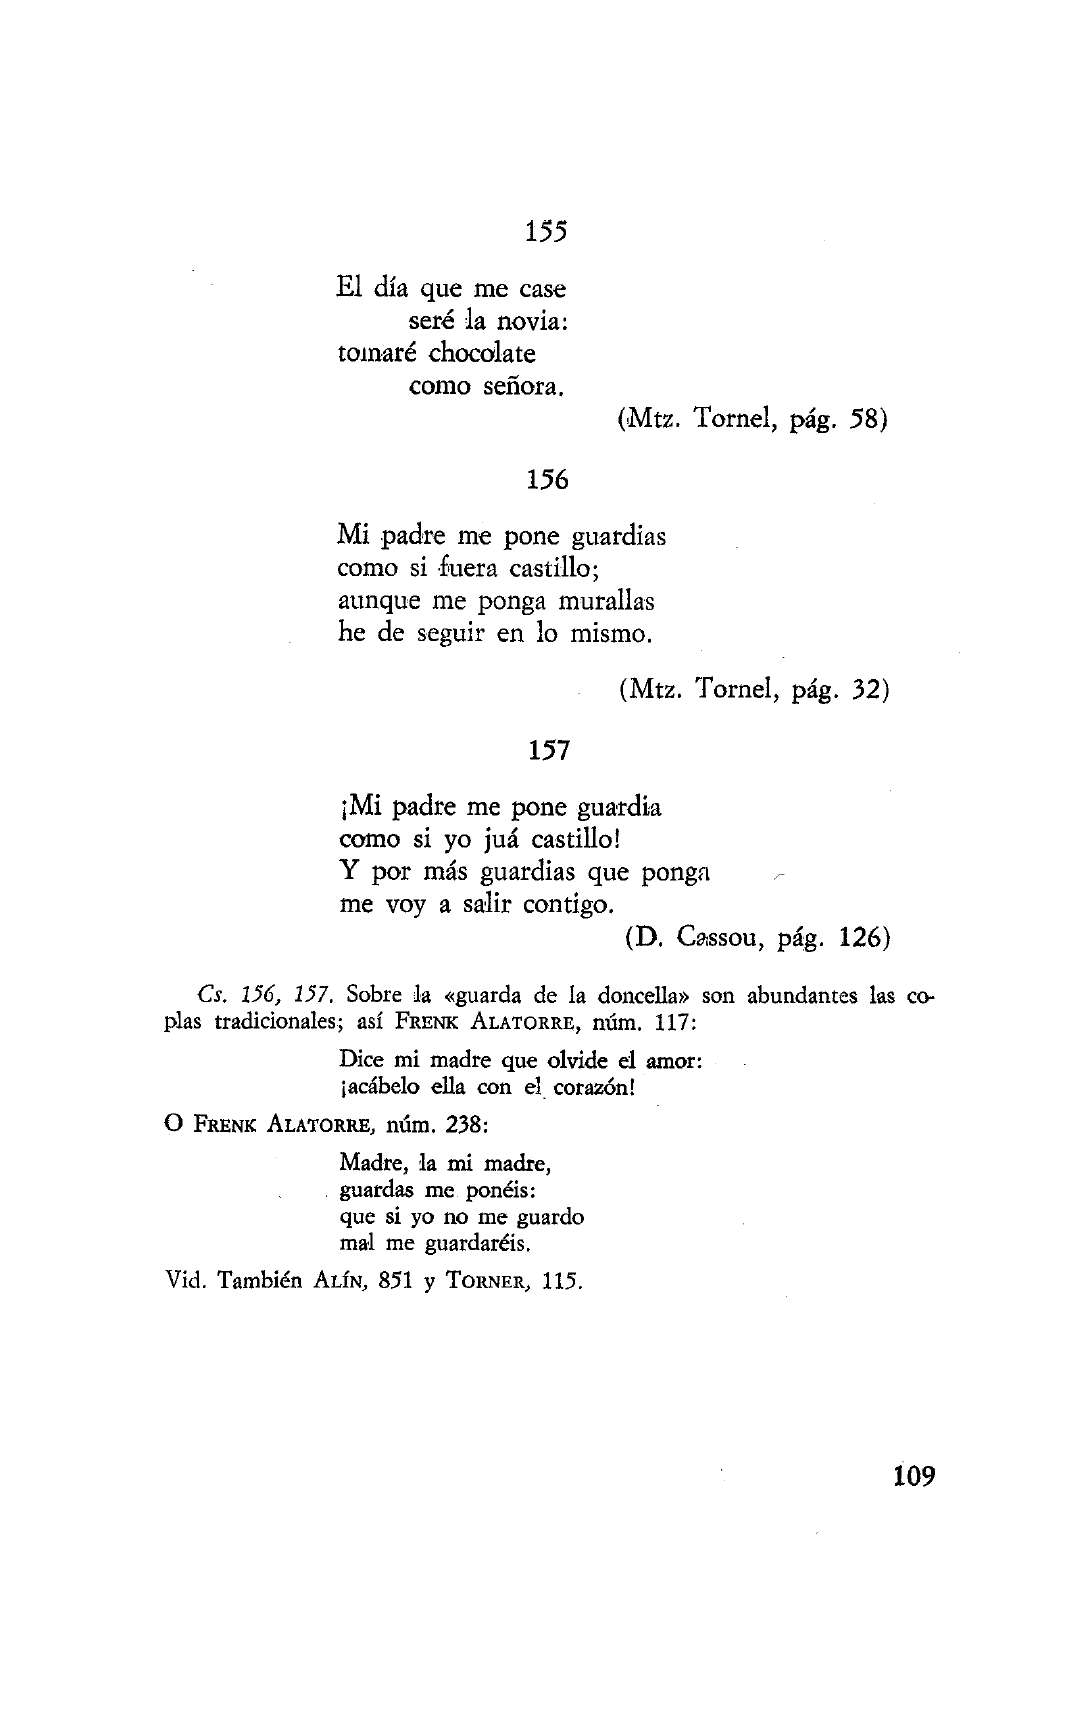 155
El día que me case
seré la novia:
tomaré chocolate
como señora.
(Mtz. Tornel, pág. 58)
156
Mi padre me pone guardias
como si fuera castillo;
aunque me ponga murallas
he de seguir en lo mismo.
(Mtz. Tornel, pág. 32)
157
¡Mi padre me pone guardia
como si yo juá castillo!
Y por más guardias que ponga
me voy a salir contigo.
(D. Cassou, pág. 126)
Cs. 156, 157. Sobre la «guarda de la doncella» son abundantes las co-
plas tradicionales; así FRENK ALATORRE, núm. 117:
Dice mi madre que olvide el amor:
¡acábelo ella con el corazón!
O FRENK ALATORRE, núm. 238:
Madre, la mi madre,
guardas me ponéis:
que si yo no me guardo
mal me guardaréis.
Vid. También ALÍN, 851 y TORNER, 115.
109